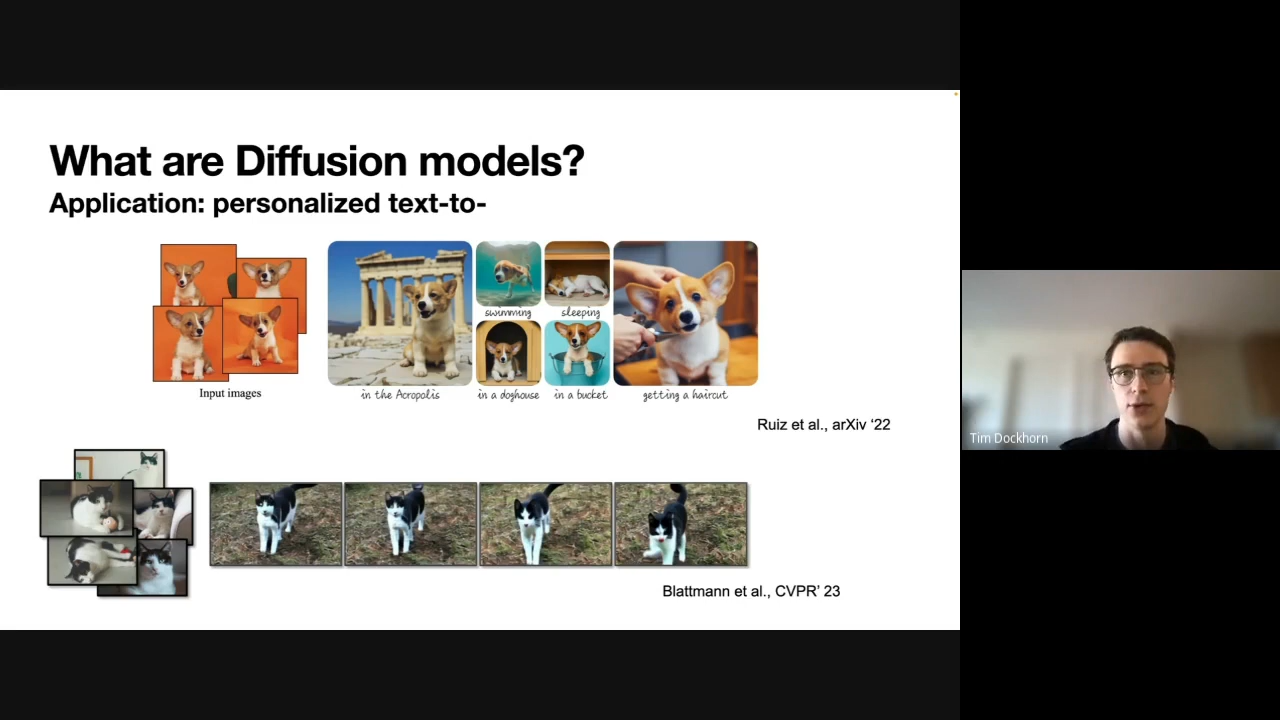 What are Diffusion models?
Application: personalized text-to-
swimming
sleeping
Input images
in the Acropolis
in a doghouse
in a bucket
getting a haircut
Ruiz et al., arXiv ‘22
Tim Dockhorn
Blattmann et al., CVPR’ 23